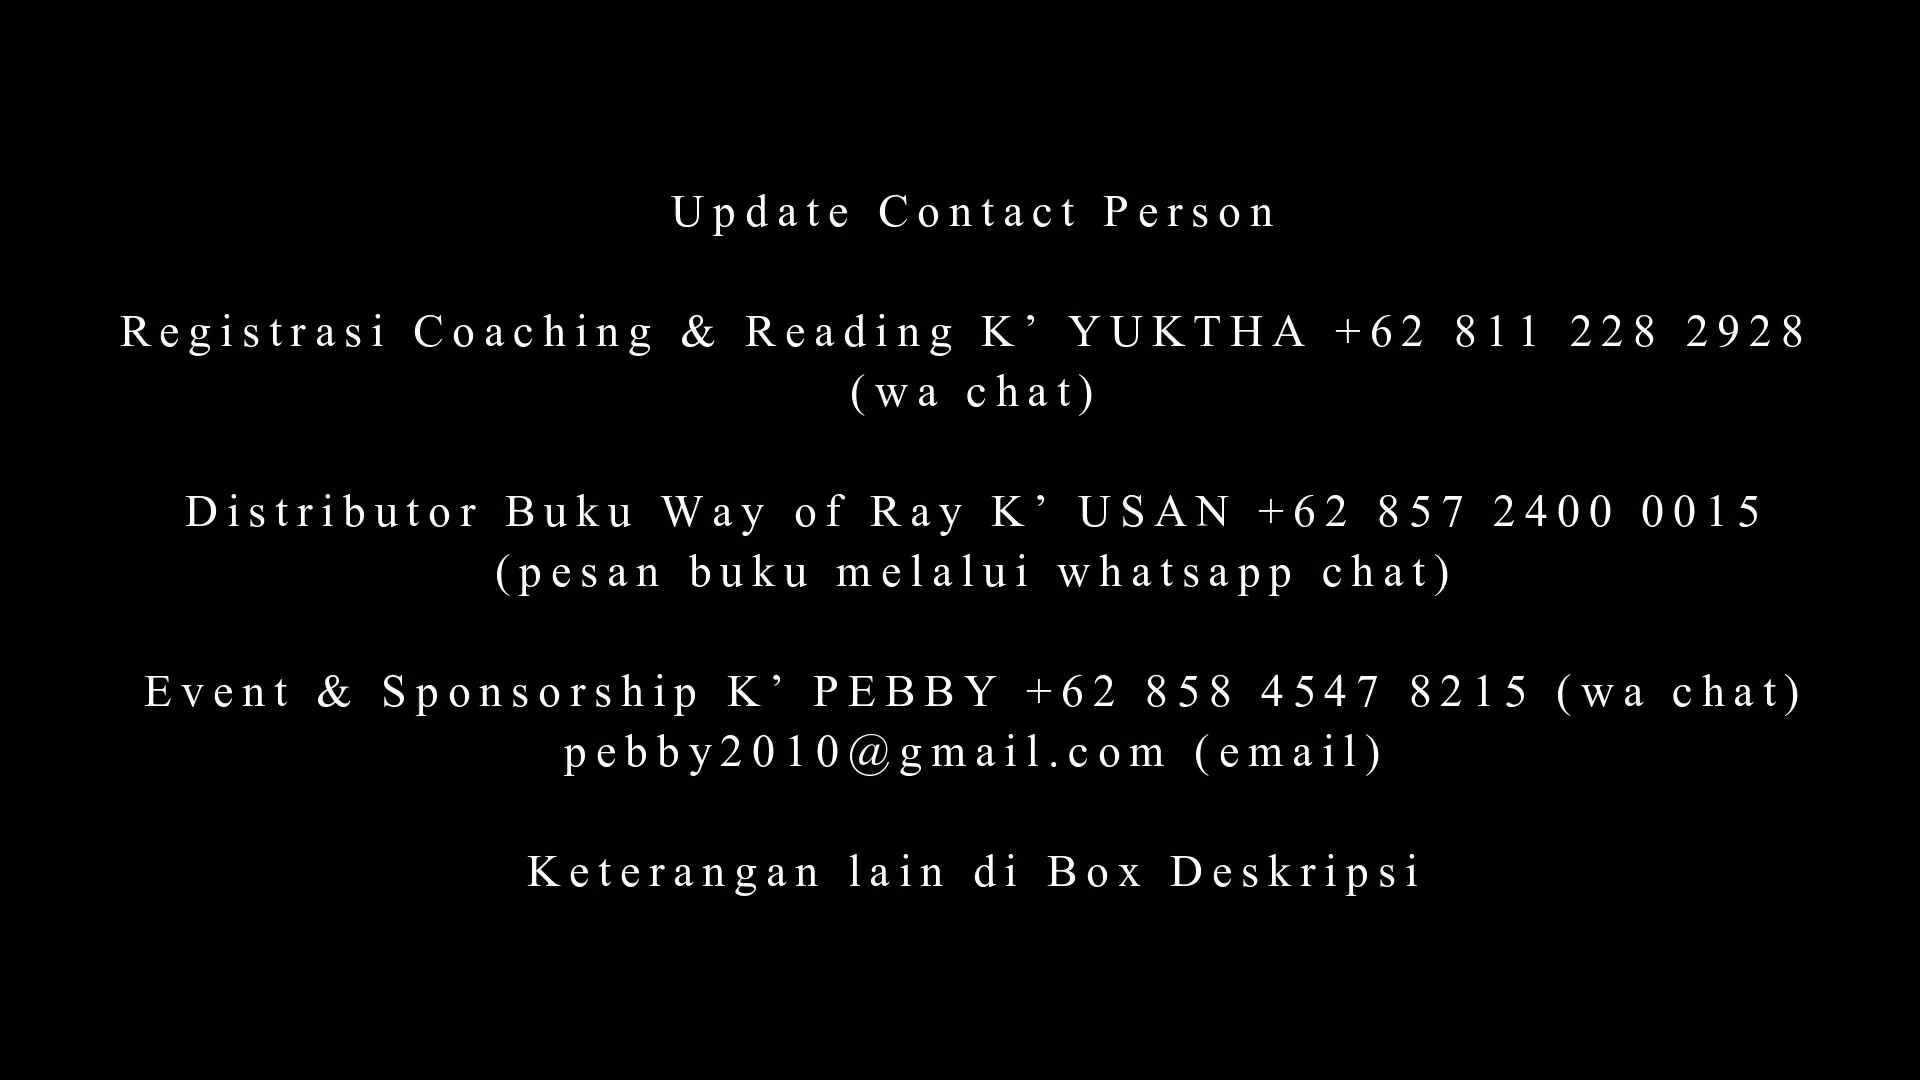 Update Contact Person
Registrasi Coaching & Reading K’ YUKTHA +62 811 228 2928
(wa chat)
Distributor Buku Way of Ray K’ USAN +62 857 2400 0015
(pesan buku melalui whatsapp chat)
Event & Sponsorship K’ PEBBY +62 858 4547 8215 (wa chat)
pebby2010@gmail.com (email)
Keterangan lain di Box Deskripsi